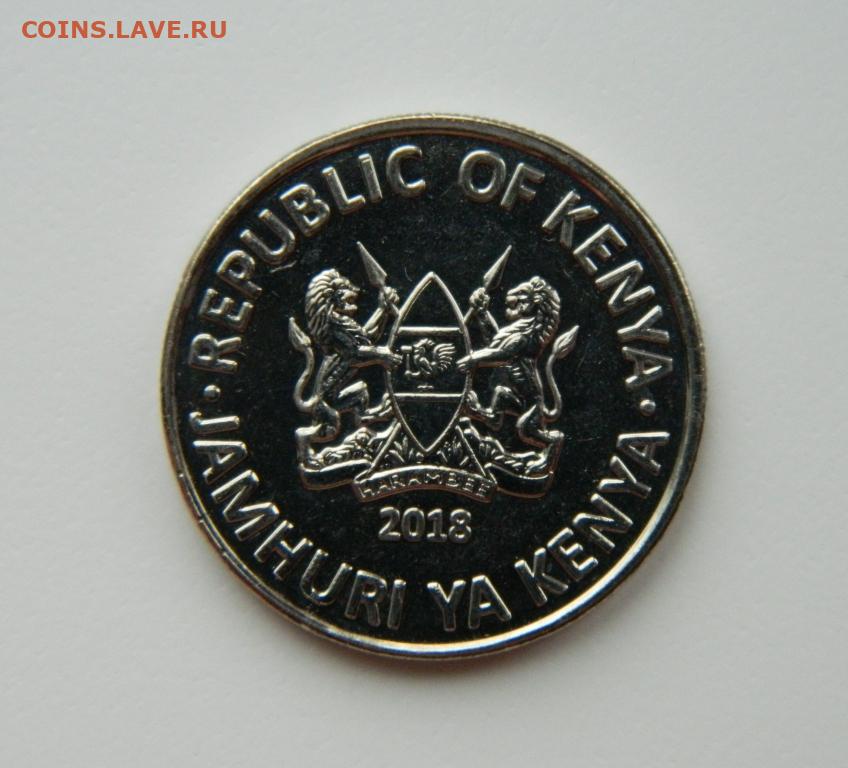 COINS.LAVE.RU
REPUBLIC OF KENYA
HARAMBEE
2018
JAMHURI YA KENYA